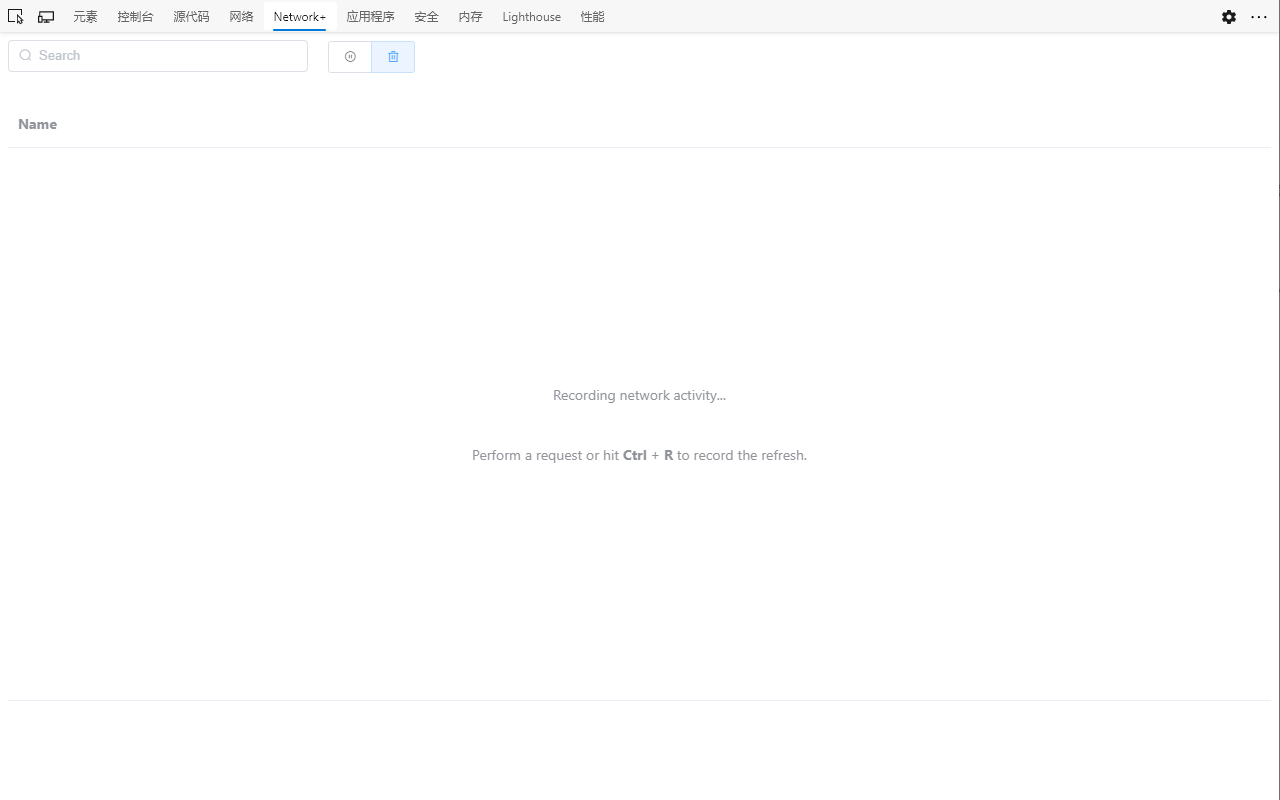 元素 控制台 源代码 网络 Network+ 应用程序 安全 内存 Lighthouse 性能
Search
Name
Recording network activity...
Perform a request or hit Ctrl + R to record the refresh.